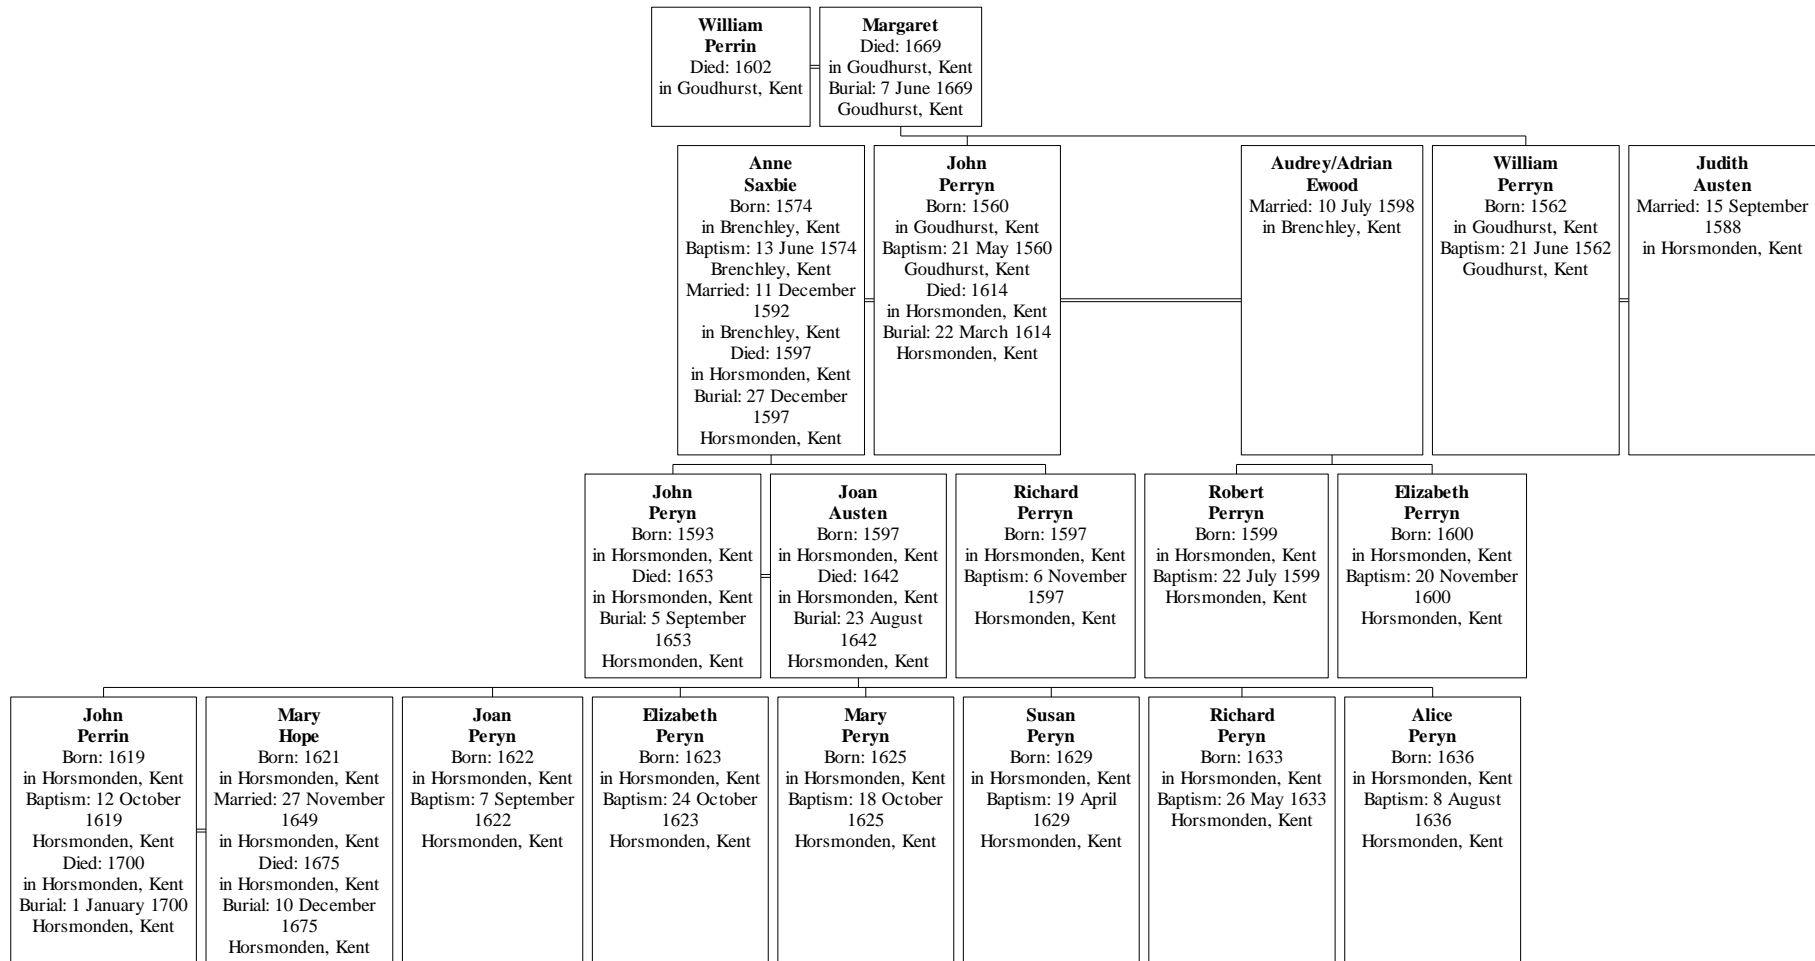 William
Perrin
Died: 1602
in Goudhurst, Kent
Margaret
Died: 1669
in Goudhurst, Kent
Burial: 7 June 1669
Goudhurst, Kent
Anne
Saxbie
Born: 1574
in Brenchley, Kent
Baptism: 13 June 1574
Brenchley, Kent
Married: 11 December
1592
in Brenchley, Kent
Died: 1597
in Horsmonden, Kent
Burial: 27 December
1597
Horsmonden, Kent
John
Perryn
Born: 1560
in Goudhurst, Kent
Baptism: 21 May 1560
Goudhurst, Kent
Died: 1614
in Horsmonden, Kent
Burial: 22 March 1614
Horsmonden, Kent
Audrey/Adrian
Ewood
Married: 10 July 1598
in Brenchley, Kent
William
Perryn
Born: 1562
in Goudhurst, Kent
Baptism: 21 June 1562
Goudhurst, Kent
Judith
Austen
Married: 15 September
1588
in Horsmonden, Kent
John
Peryn
Born: 1593
in Horsmonden, Kent
Died: 1653
in Horsmonden, Kent
Burial: 5 September
1653
Horsmonden, Kent
Joan
Austen
Born: 1597
in Horsmonden, Kent
Died: 1642
in Horsmonden, Kent
Burial: 23 August
1642
Horsmonden, Kent
Richard
Perryn
Born: 1597
in Horsmonden, Kent
Baptism: 6 November
1597
Horsmonden, Kent
Robert
Perryn
Born: 1599
in Horsmonden, Kent
Baptism: 22 July 1599
Horsmonden, Kent
Elizabeth
Perryn
Born: 1600
in Horsmonden, Kent
Baptism: 20 November
1600
Horsmonden, Kent
John
Perrin
Born: 1619
in Horsmonden, Kent
Baptism: 12 October
1619
Horsmonden, Kent
Died: 1700
in Horsmonden, Kent
Burial: 1 January 1700
Horsmonden, Kent
Mary
Hope
Born: 1621
in Horsmonden, Kent
Married: 27 November
1649
in Horsmonden, Kent
Died: 1675
in Horsmonden, Kent
Burial: 10 December
1675
Horsmonden, Kent
Joan
Peryn
Born: 1622
in Horsmonden, Kent
Baptism: 7 September
1622
Horsmonden, Kent
Elizabeth
Peryn
Born: 1623
in Horsmonden, Kent
Baptism: 24 October
1623
Horsmonden, Kent
Mary
Peryn
Born: 1625
in Horsmonden, Kent
Baptism: 18 October
1625
Horsmonden, Kent
Susan
Peryn
Born: 1629
in Horsmonden, Kent
Baptism: 19 April
1629
Horsmonden, Kent
Richard
Peryn
Born: 1633
in Horsmonden, Kent
Baptism: 26 May 1633
Horsmonden, Kent
Alice
Peryn
Born: 1636
in Horsmonden, Kent
Baptism: 8 August
1636
Horsmonden, Kent